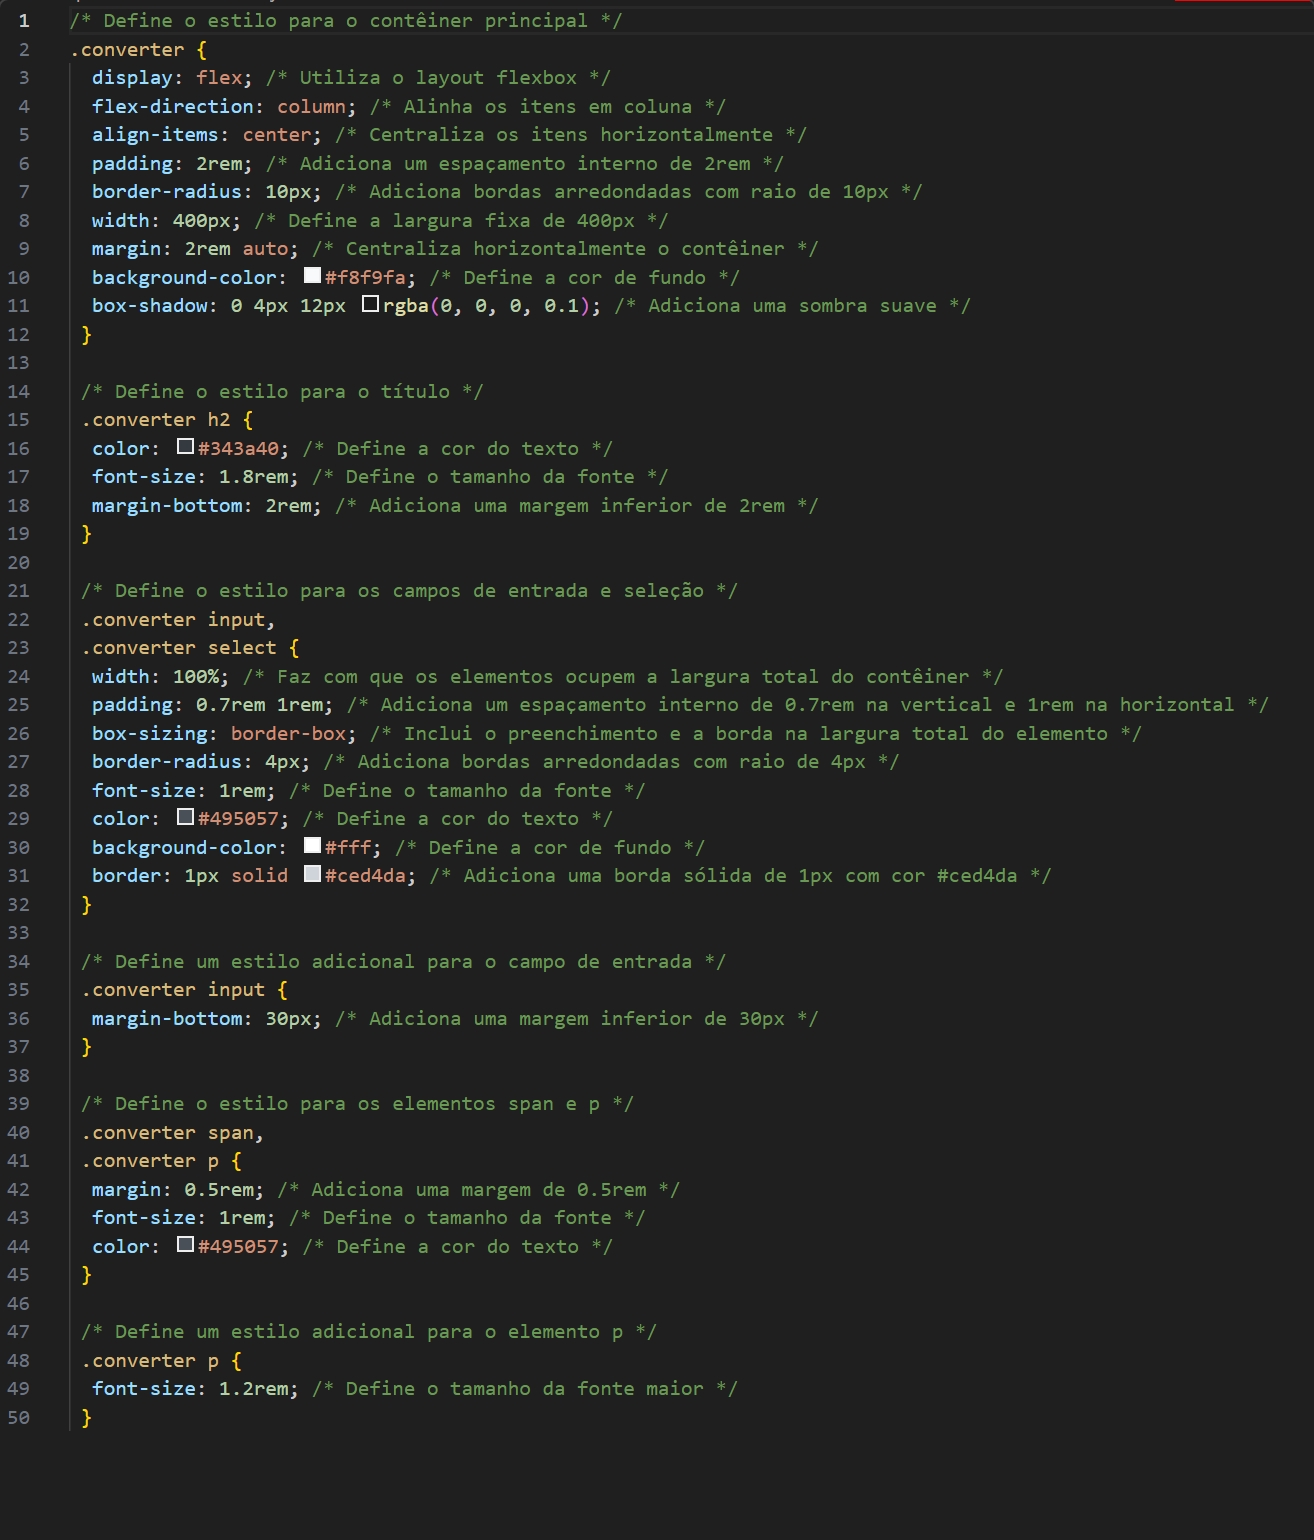 1 /* Define o estilo para o contêiner principal */
2 .converter {
3 display: flex; /* Utiliza o layout flexbox */
4 flex-direction: column; /* Alinha os itens em coluna */
5 align-items: center; /* Centraliza os itens horizontalmente */
6 padding: 2rem; /* Adiciona um espaçamento interno de 2rem */
7 border-radius: 10px; /* Adiciona bordas arredondadas com raio de 10px */
8 width: 400px; /* Define a largura fixa de 400px */
9 margin: 2rem auto; /* Centraliza horizontalmente o contêiner */
10 background-color: #f8f9fa; /* Define a cor de fundo */
11 box-shadow: 0 4px 12px rgba(0, 0, 0, 0.1); /* Adiciona uma sombra suave */
12 }
13
14 /* Define o estilo para o título */
15 .converter h2 {
16 color: #343a40; /* Define a cor do texto */
17 font-size: 1.8rem; /* Define o tamanho da fonte */
18 margin-bottom: 2rem; /* Adiciona uma margem inferior de 2rem */
19 }
20
21 /* Define o estilo para os campos de entrada e seleção */
22 .converter input,
23 .converter select {
24 width: 100%; /* Faz com que os elementos ocupem a largura total do contêiner */
25 padding: 0.7rem 1rem; /* Adiciona um espaçamento interno de 0.7rem na vertical e 1rem na horizontal */
26 box-sizing: border-box; /* Inclui o preenchimento e a borda na largura total do elemento */
27 border-radius: 4px; /* Adiciona bordas arredondadas com raio de 4px */
28 font-size: 1rem; /* Define o tamanho da fonte */
29 color: #495057; /* Define a cor do texto */
30 background-color: #fff; /* Define a cor de fundo */
31 border: 1px solid #ced4da; /* Adiciona uma borda sólida de 1px com cor #ced4da */
32 }
33
34 /* Define um estilo adicional para o campo de entrada */
35 .converter input {
36 margin-bottom: 30px; /* Adiciona uma margem inferior de 30px */
37 }
38
39 /* Define o estilo para os elementos span e p */
40 .converter span,
41 .converter p {
42 margin: 0.5rem; /* Adiciona uma margem de 0.5rem */
43 font-size: 1rem; /* Define o tamanho da fonte */
44 color: #495057; /* Define a cor do texto */
45 }
46
47 /* Define um estilo adicional para o elemento p */
48 .converter p {
49 font-size: 1.2rem; /* Define o tamanho da fonte maior */
50 }